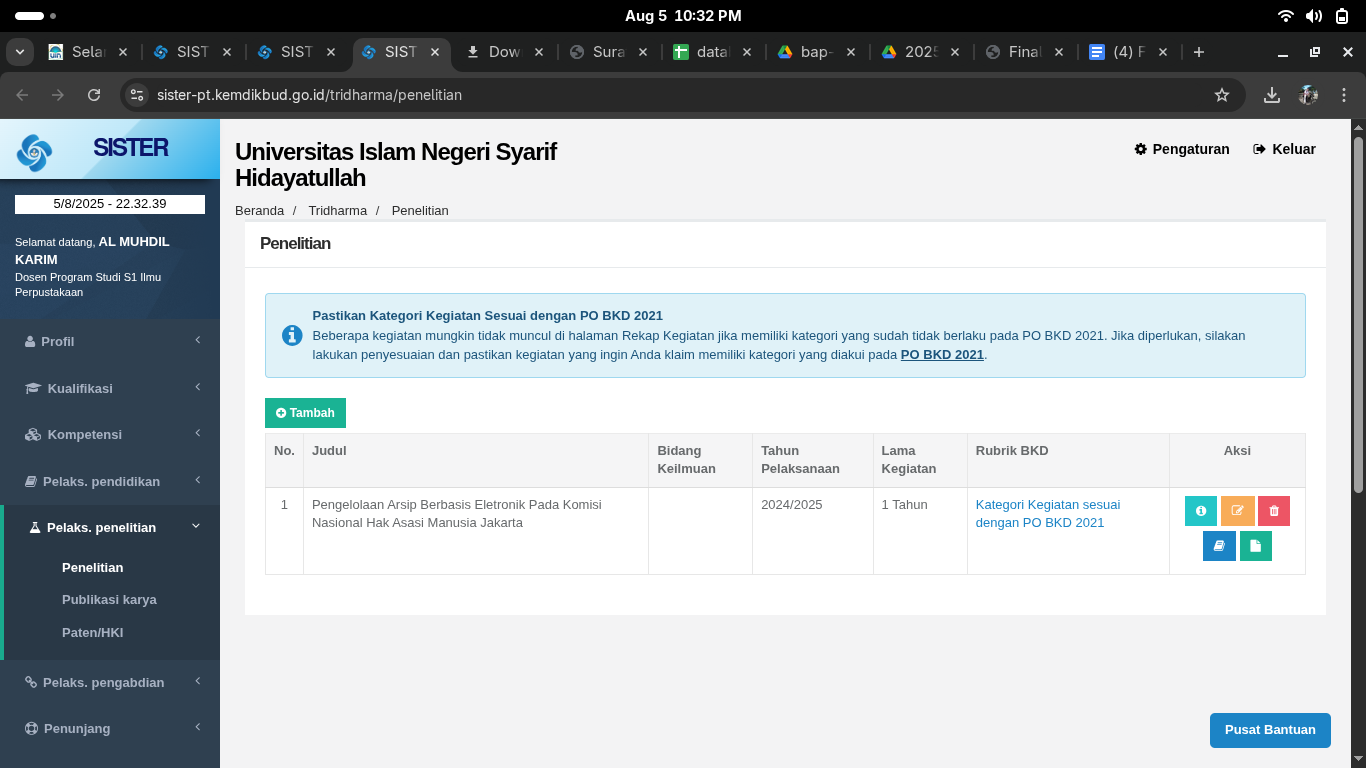 Aug 5 10:32 PM
Sela
SIST
SIST
SIST
Dow
Sura
data
bap-
2025
Final
(4) F
sister-pt.kemdikbud.go.id/tridharma/penelitian
SISTER
5/8/2025 - 22.32.39
Selamat datang, AL MUHDIL
KARIM
Dosen Program Studi S1 Ilmu
Perpustakaan
Profil
Kualifikasi
Kompetensi
Pelaks. pendidikan
Pelaks. penelitian
Penelitian
Publikasi karya
Paten/HKI
Pelaks. pengabdian
Penunjang
Universitas Islam Negeri Syarif
Hidayatullah
Pengaturan
Keluar
Beranda / Tridharma / Penelitian
Penelitian
Pastikan Kategori Kegiatan Sesuai dengan PO BKD 2021
Beberapa kegiatan mungkin tidak muncul di halaman Rekap Kegiatan jika memiliki kategori yang sudah tidak berlaku pada PO BKD 2021. Jika diperlukan, silakan
lakukan penyesuaian dan pastikan kegiatan yang ingin Anda klaim memiliki kategori yang diakui pada PO BKD 2021.
Tambah
No. Judul Bidang Keilmuan Tahun Pelaksanaan Lama Kegiatan Rubrik BKD Aksi
1 Pengelolaan Arsip Berbasis Eletronik Pada Komisi
Nasional Hak Asasi Manusia Jakarta
2024/2025
1 Tahun
Kategori Kegiatan sesuai
dengan PO BKD 2021
Pusat Bantuan